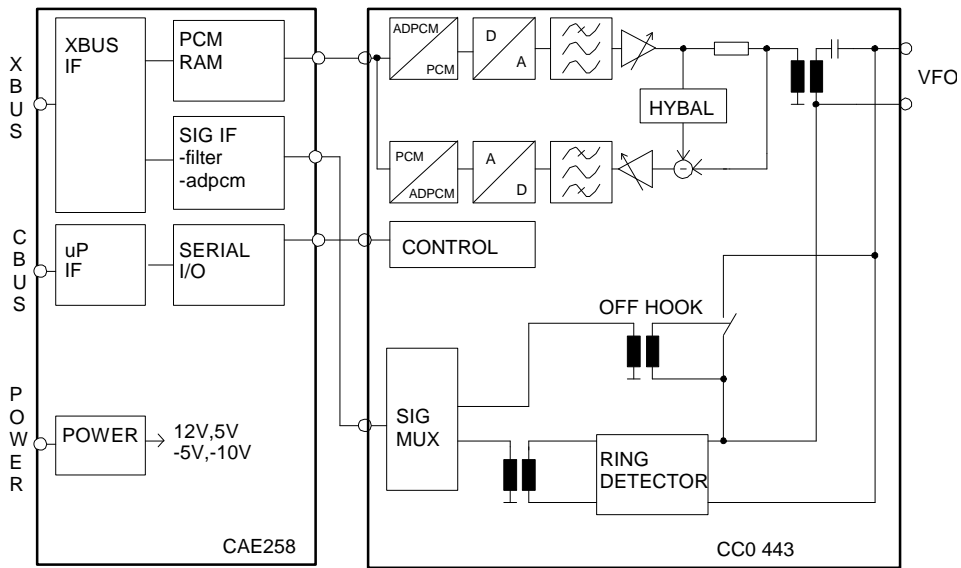 XBUS
XBUS
IF
PCM
RAM
SIG IF
-filter
-adpcm
CBUS
uP
IF
SERIAL
I/O
POWER
POWER
12V,5V
-5V,-10V
CAE258
ADPCM
PCM
D
A
HYBAL
VFO
PCM
ADPCM
A
D
-
CONTROL
OFF HOOK
SIG
MUX
RING
DETECTOR
CC0 443